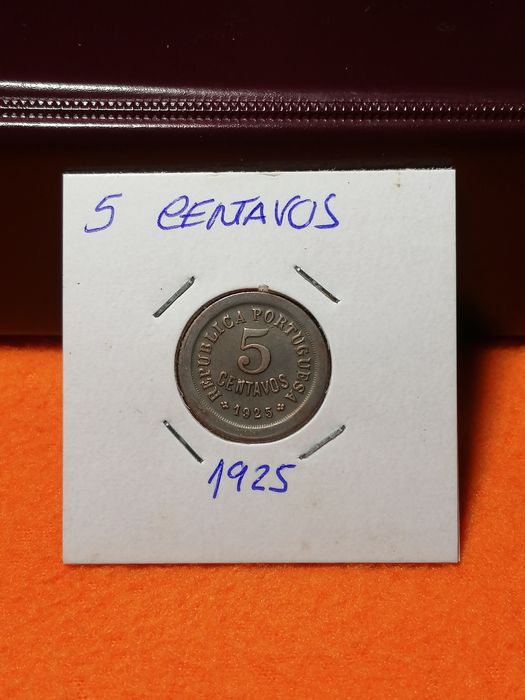 5 CENTAVOS
REPUBLICA PORTUGUESA
5
CENTAVOS
1925
1925